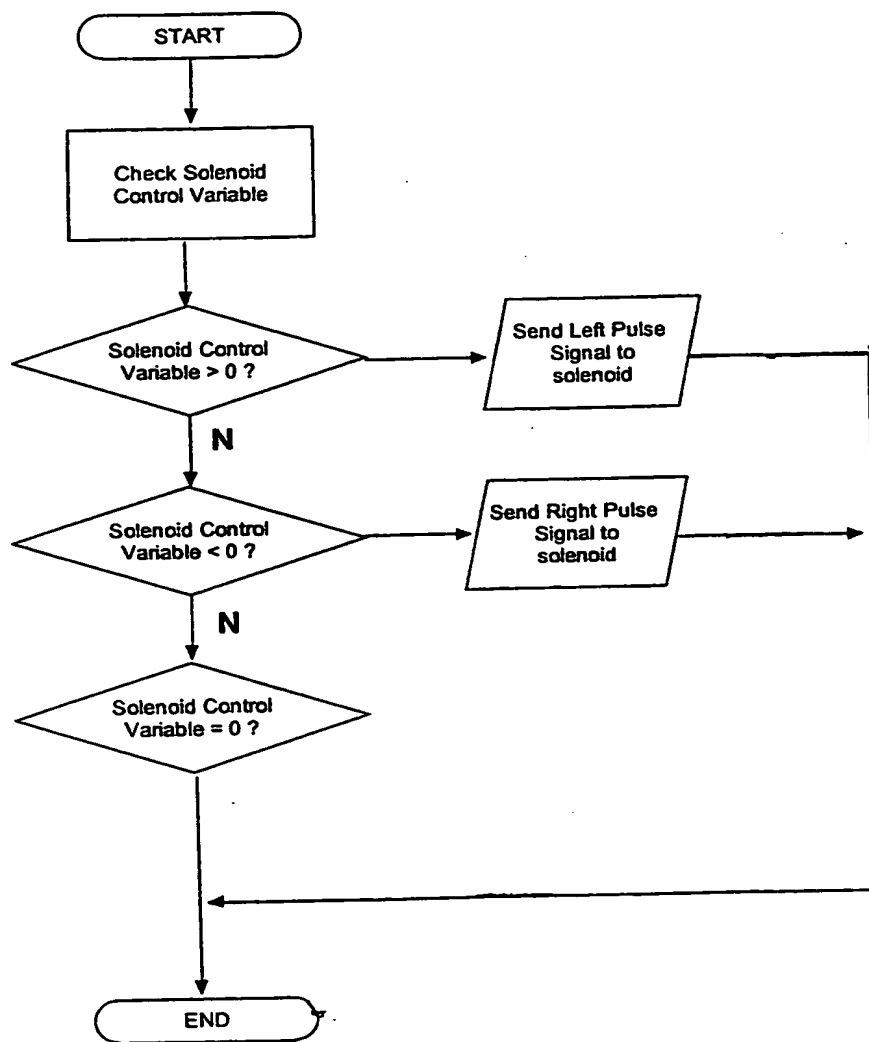 START
Check Solenoid
Control Variable
Solenoid Control
Variable > 0 ?
Send Left Pulse
Signal to
solenoid
N
Solenoid Control
Variable < 0 ?
Send Right Pulse
Signal to
solenoid
N
Solenoid Control
Variable = 0 ?
END